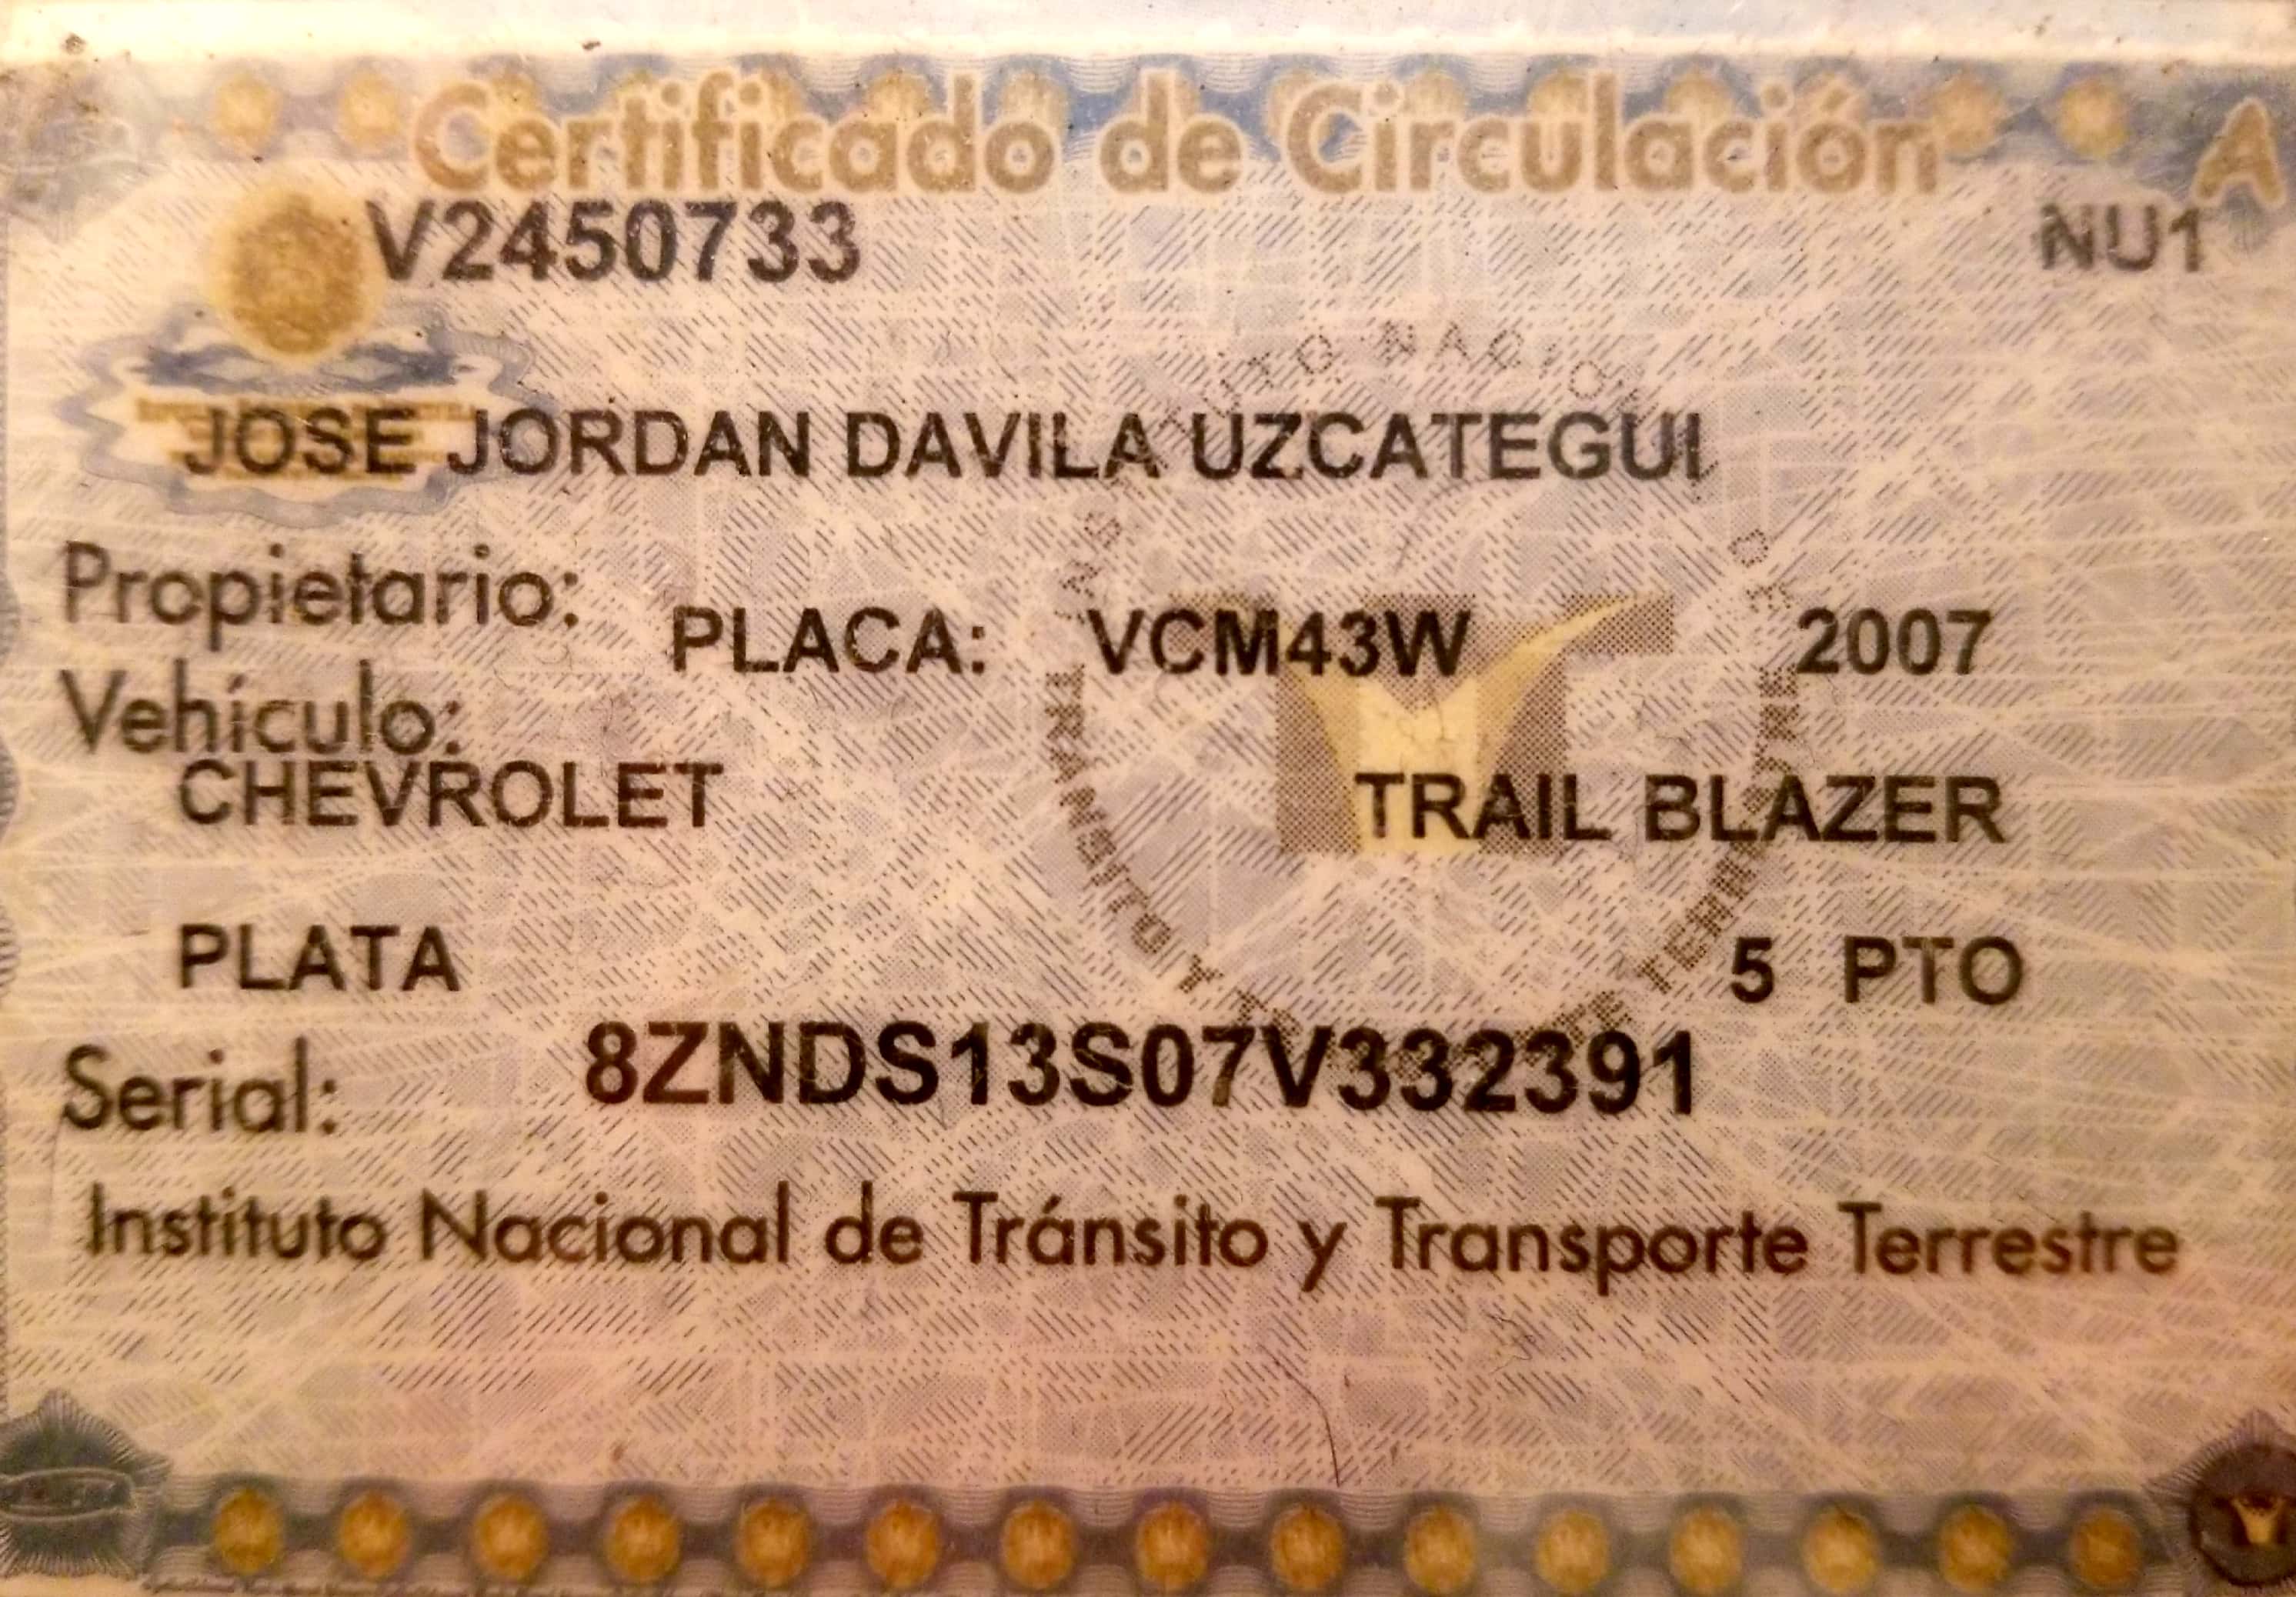 Certificado de Circulación A
V2450733 NU1
JOSE JORDAN DAVILA UZCATEGUI
Propietario:
PLACA: VCM43W 2007
Vehículo:
CHEVROLET TRAIL BLAZER
PLATA 5 PTO
Serial: 8ZNDS13S07V332391
Instituto Nacional de Tránsito y Transporte Terrestre